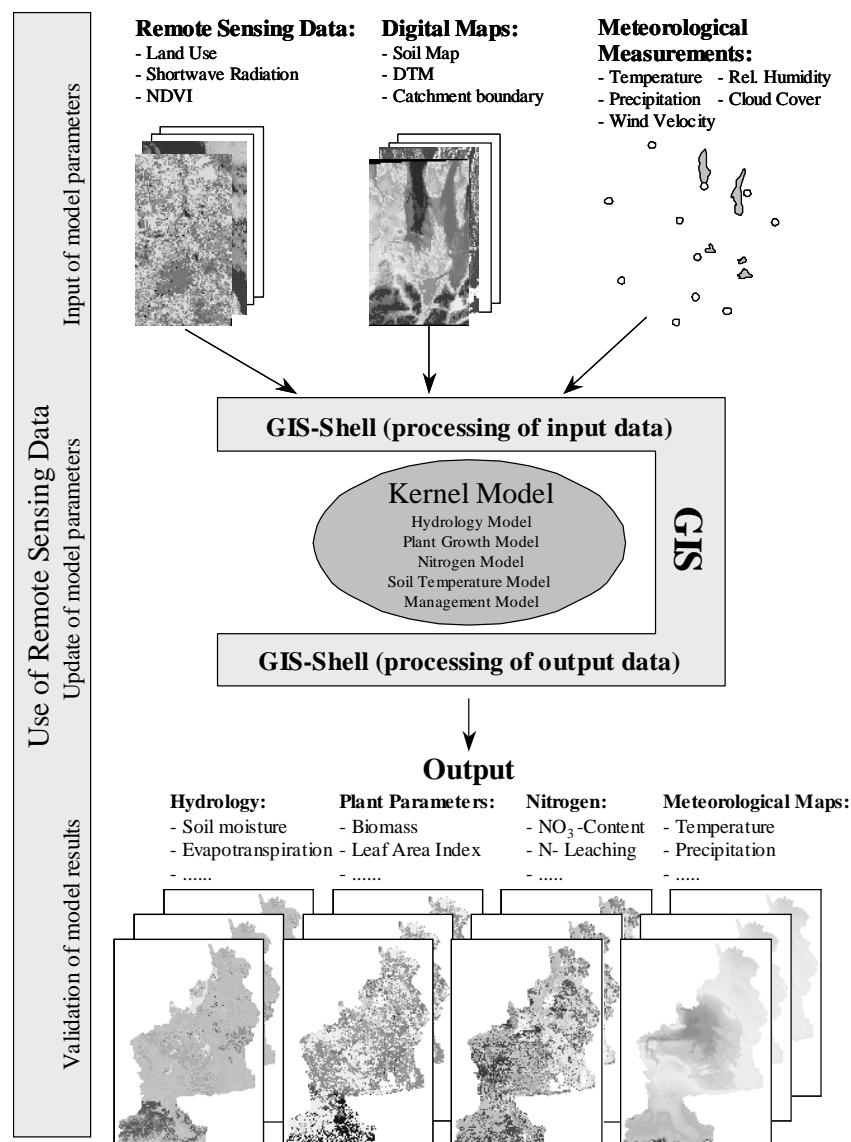 Remote Sensing Data:
- Land Use
- Shortwave Radiation
- NDVI
Digital Maps:
- Soil Map
- DTM
- Catchment boundary
Meteorological
Measurements:
- Temperature - Rel. Humidity
- Precipitation - Cloud Cover
- Wind Velocity
Use of Remote Sensing Data
Input of model parameters
Update of model parameters
Validation of model results
GIS-Shell (processing of input data)
Kernel Model
Hydrology Model
Plant Growth Model
Nitrogen Model
Soil Temperature Model
Management Model
GIS
GIS-Shell (processing of output data)
Output
Hydrology:
- Soil moisture
- Evapotranspiration
- ......
Plant Parameters:
- Biomass
- Leaf Area Index
- ......
Nitrogen:
- NO₃-Content
- N- Leaching
- .....
Meteorological Maps:
- Temperature
- Precipitation
- .....